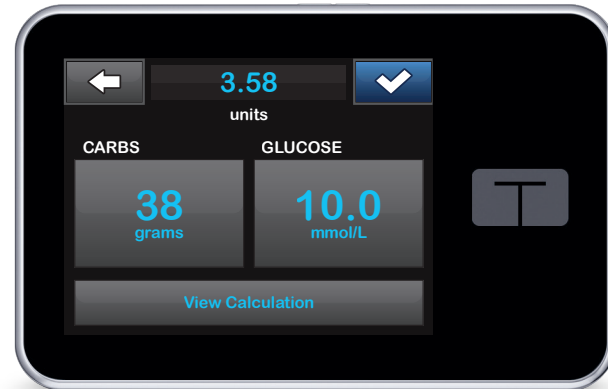 3.58
units
CARBS
GLUCOSE
38
grams
10.0
mmol/L
View Calculation